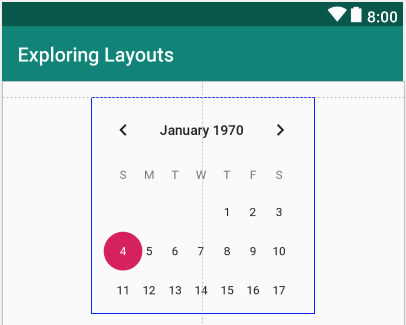 8:00
Exploring Layouts
January 1970
S M T W T F S
1 2 3
4 5 6 7 8 9 10
11 12 13 14 15 16 17